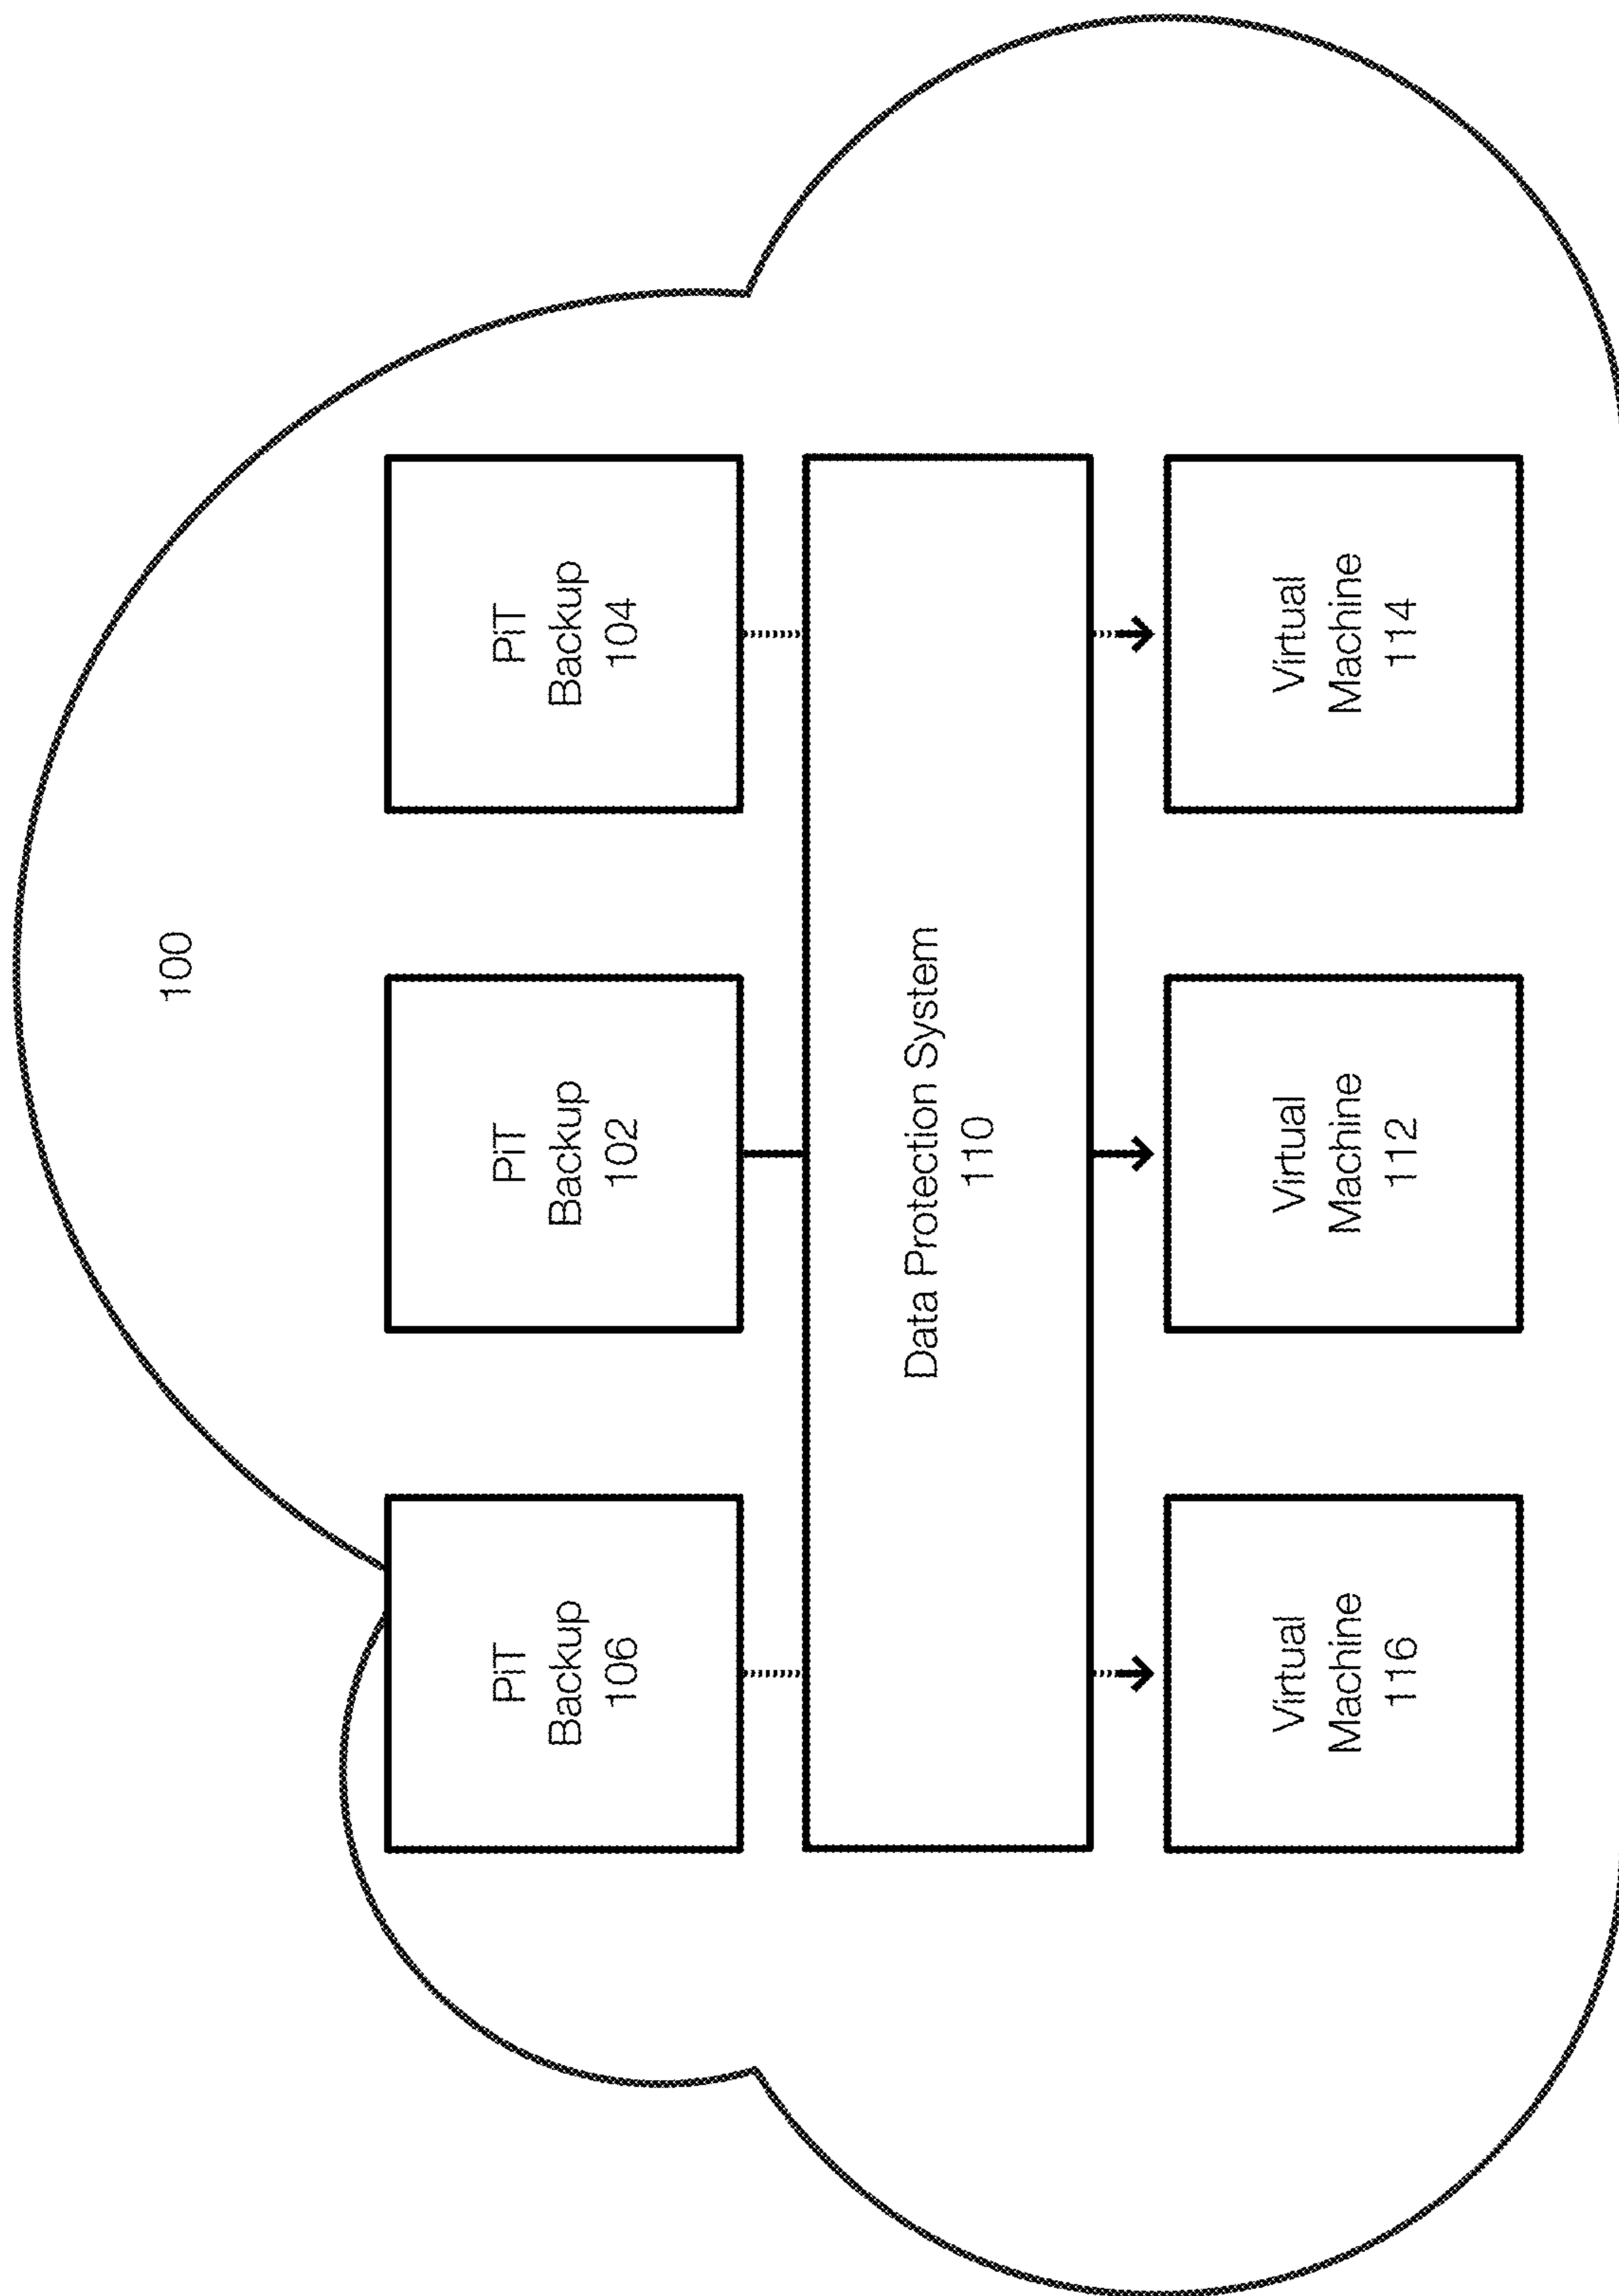 100
PiT
Backup
106
PiT
Backup
102
PiT
Backup
104
Data Protection System
110
Virtual
Machine
116
Virtual
Machine
112
Virtual
Machine
114